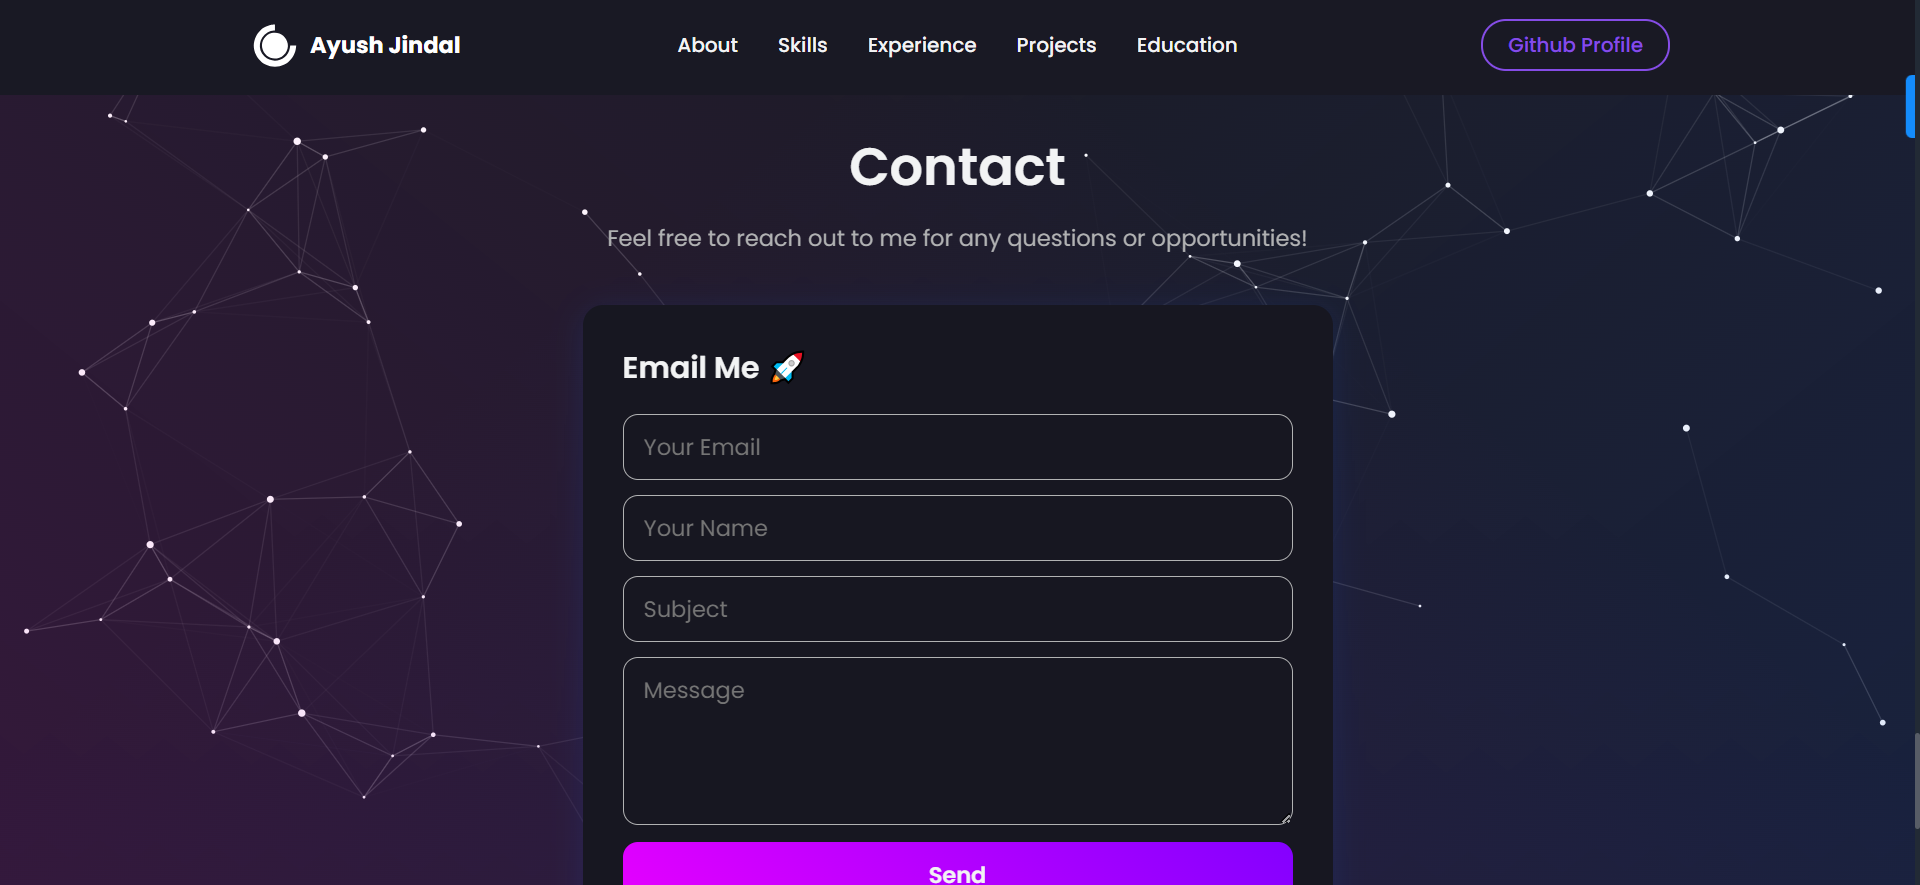 Ayush Jindal
About Skills Experience Projects Education
Github Profile
Contact
Feel free to reach out to me for any questions or opportunities!
Email Me 🚀
Your Email
Your Name
Subject
Message
Send